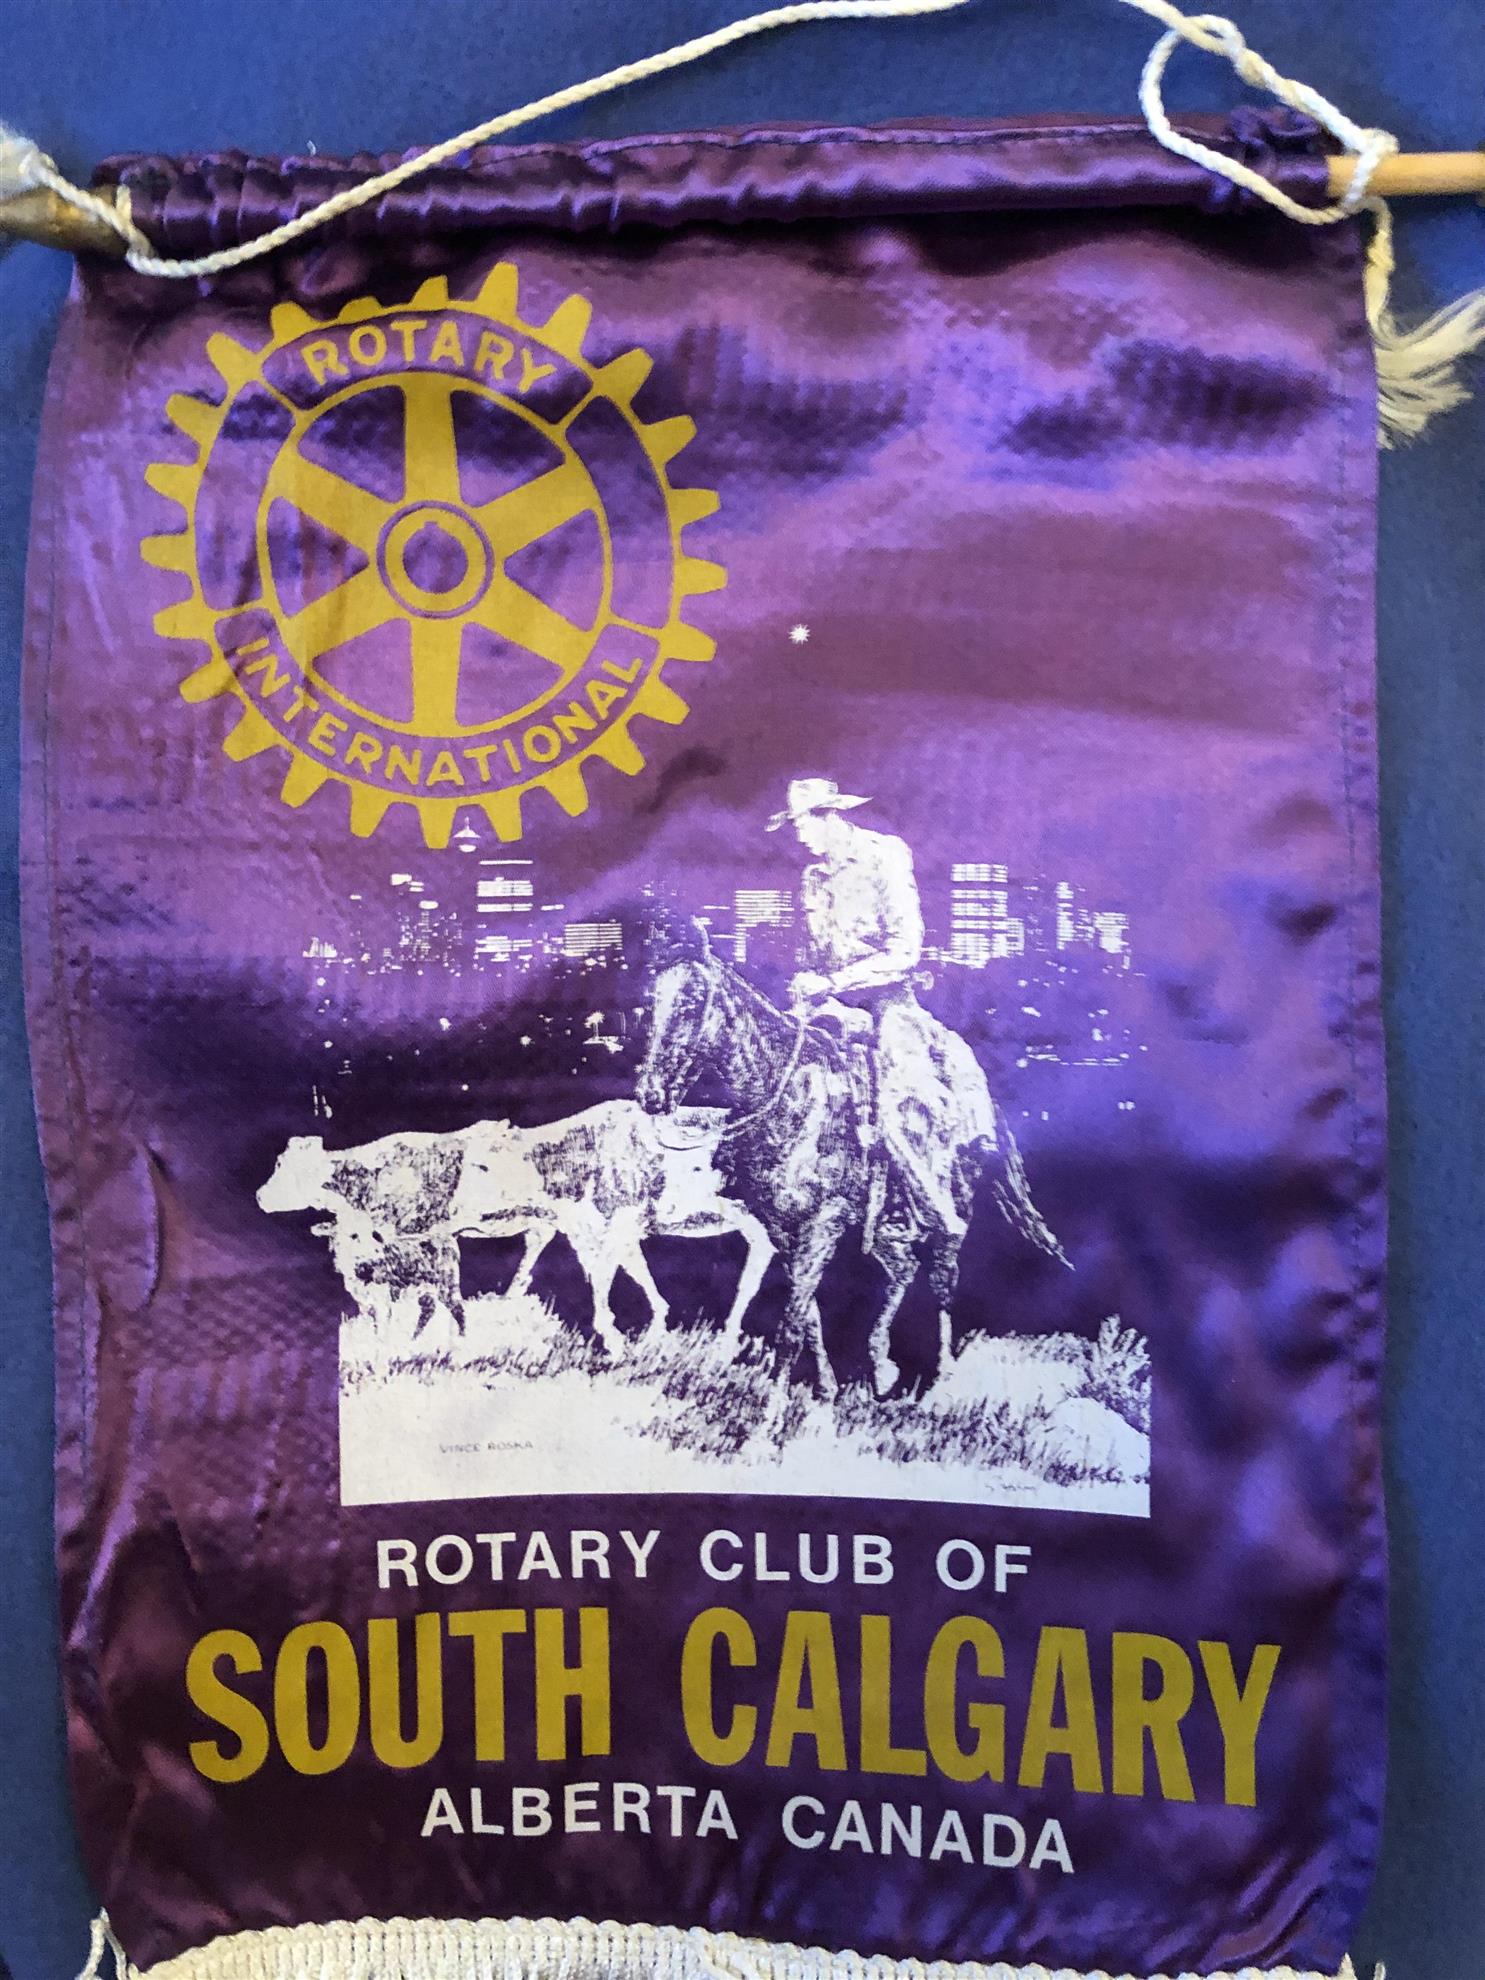 ROTARY
INTERNATIONAL
VINCE ROSKA
ROTARY CLUB OF
SOUTH CALGARY
ALBERTA CANADA